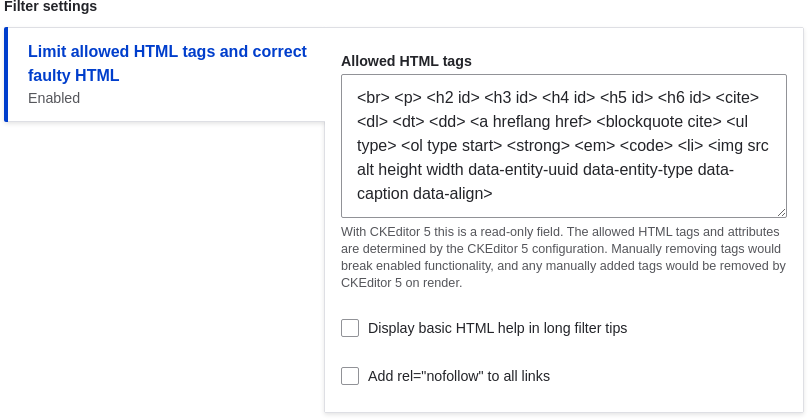 Filter settings
Limit allowed HTML tags and correct
faulty HTML
Enabled
Allowed HTML tags
<br> <p> <h2 id> <h3 id> <h4 id> <h5 id> <h6 id> <cite>
<dl> <dt> <dd> <a hreflang href> <blockquote cite> <ul
type> <ol type start> <strong> <em> <code> <li> <img src
alt height width data-entity-uuid data-entity-type data-
caption data-align>
With CKEditor 5 this is a read-only field. The allowed HTML tags and attributes
are determined by the CKEditor 5 configuration. Manually removing tags would
break enabled functionality, and any manually added tags would be removed by
CKEditor 5 on render.
Display basic HTML help in long filter tips
Add rel="nofollow" to all links